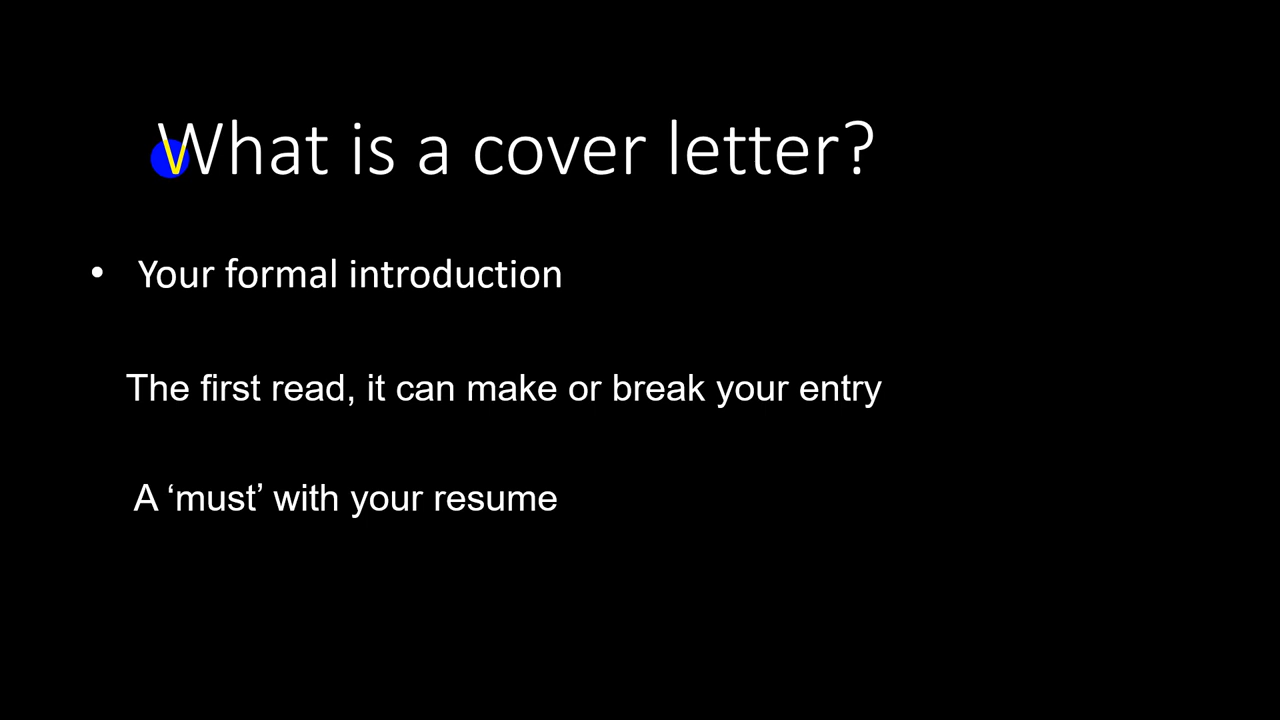 What is a cover letter?
• Your formal introduction
The first read, it can make or break your entry
A ‘must’ with your resume